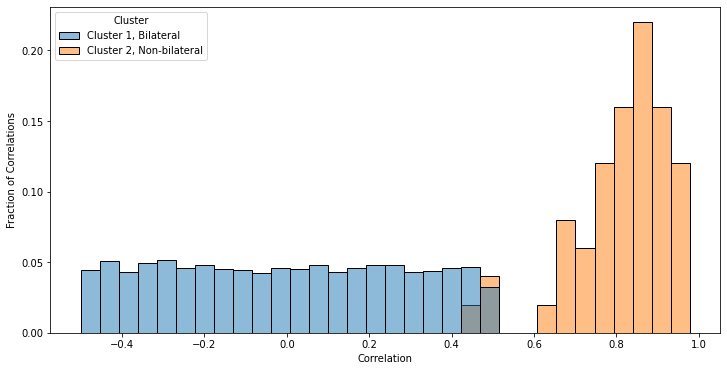 Cluster
Cluster 1, Bilateral
Cluster 2, Non-bilateral
Fraction of Correlations
0.20
0.15
0.10
0.05
0.00
−0.4
−0.2
0.0
0.2
0.4
0.6
0.8
1.0
Correlation